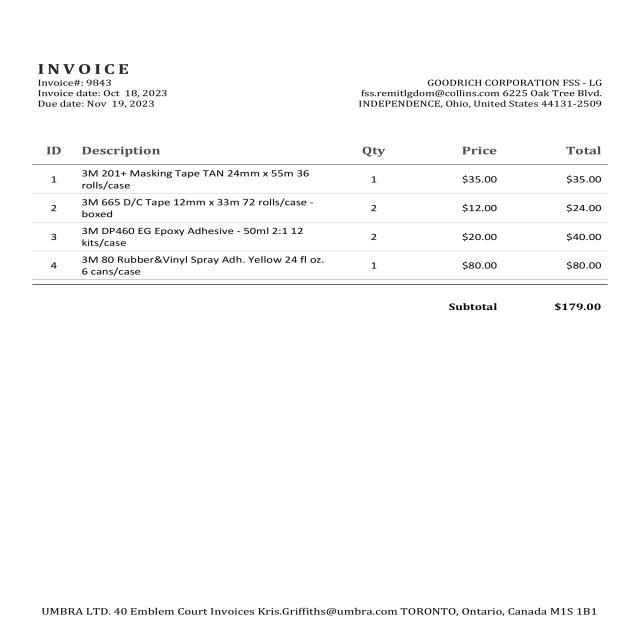 INVOICE
Invoice#: 9843
Invoice date: Oct  18, 2023
Due date: Nov  19, 2023
GOODRICH CORPORATION FSS - LG
fss.remitlgdom@collins.com 6225 Oak Tree Blvd.
INDEPENDENCE, Ohio, United States 44131-2509
ID Description Qty Price Total
1 3M 201+ Masking Tape TAN 24mm x 55m 36 1 $35.00 $35.00
rolls/case
2 3M 665 D/C Tape 12mm x 33m 72 rolls/case - 2 $12.00 $24.00
boxed
3 3M DP460 EG Epoxy Adhesive - 50ml 2:1 12 2 $20.00 $40.00
kits/case
4 3M 80 Rubber&Vinyl Spray Adh. Yellow 24 fl oz. 1 $80.00 $80.00
6 cans/case
Subtotal $179.00
UMBRA LTD. 40 Emblem Court Invoices Kris.Griffiths@umbra.com TORONTO, Ontario, Canada M1S 1B1